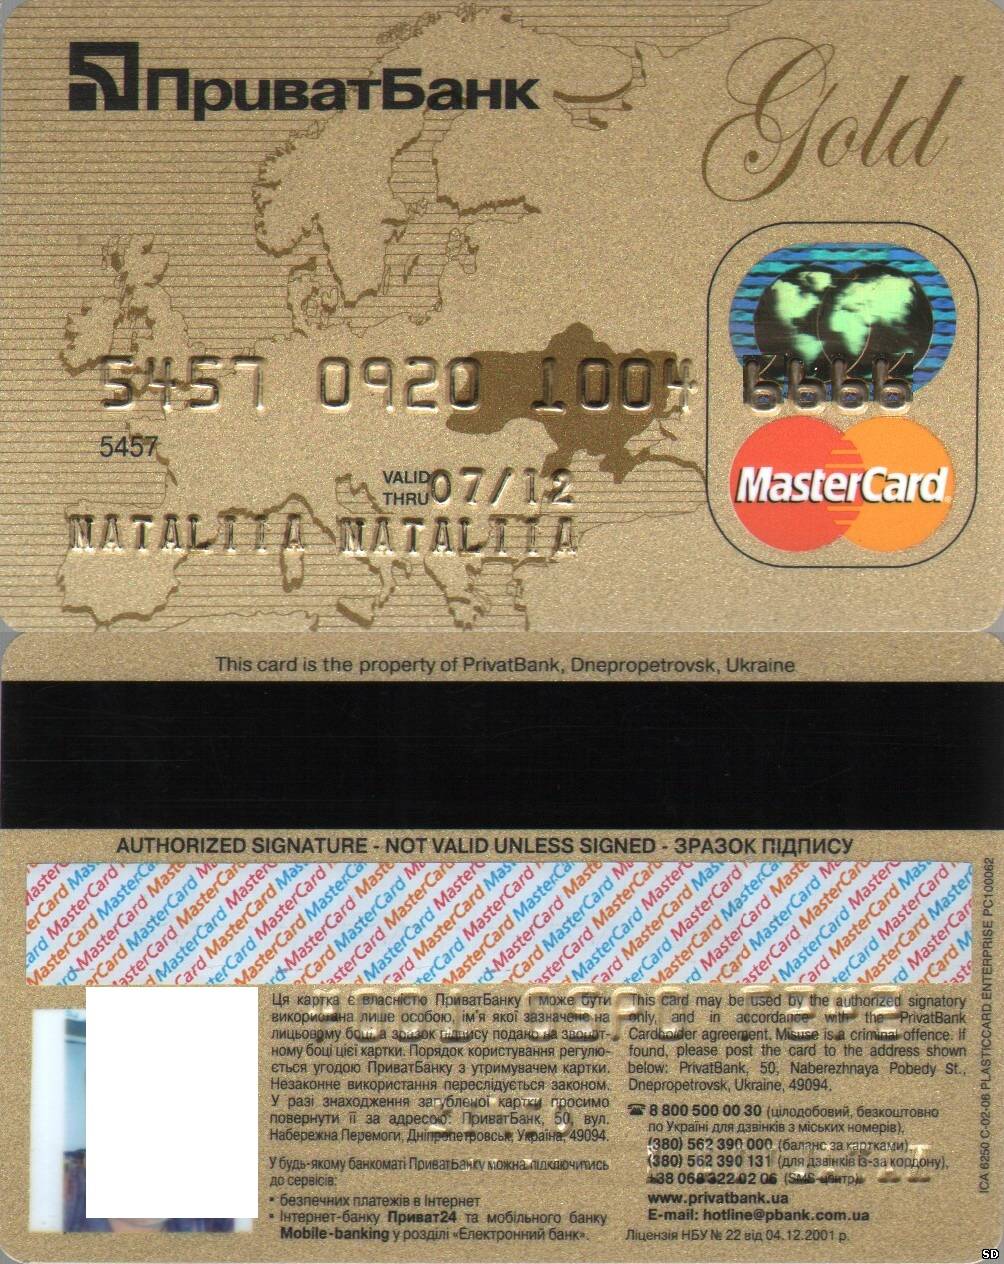 ПриватБанк
Gold
5457 0920 1004
5457
VALID THRU 07/12
NATALIIA NATALIIA
MasterCard
This card is the property of PrivatBank, Dnepropetrovsk, Ukraine
AUTHORIZED SIGNATURE - NOT VALID UNLESS SIGNED - ЗРАЗОК ПІДПИСУ
MasterCard MasterCard MasterCard MasterCard
ICA 6250 C-02-08 PLASTICCARD ENTERPRISE PC100062
Ця картка є власністю ПриватБанку і може бути
використана лише особою, ім'я якої зазначене на
лицьовому боці, а зразок підпису подано на зворот-
ному боці цієї картки. Порядок користування регулю-
ється угодою ПриватБанку з утримувачем картки.
Незаконне використання переслідується законом.
У разі знаходження загубленої картки просимо
повернути її за адресою: ПриватБанк, 50, вул.
Набережна Перемоги, Дніпропетровськ, Україна, 49094.
У будь-якому банкоматі ПриватБанку можна підключитись
до сервісів:
• безпечних платежів в Інтернет
• Інтернет-банку Приват24 та мобільного банку
Mobile-banking у розділі «Електронний банк».
This card may be used by the authorized signatory
only, and in accordance with the PrivatBank
Cardholder agreement. Misuse is a criminal offence. If
found, please post the card to the address shown
below: PrivatBank, 50, Naberezhnaya Pobedy St.,
Dnepropetrovsk, Ukraine, 49094.
☎ 8 800 500 00 30 (цілодобовий, безкоштовно
по Україні для дзвінків з міських номерів),
(380) 562 390 000 (баланс за картками),
(380) 562 390 131 (для дзвінків із-за кордону),
+38 068 322 02 06 (SMS-центр)
www.privatbank.ua
E-mail: hotline@pbank.com.ua
Ліцензія НБУ № 22 від 04.12.2001 р.
SD